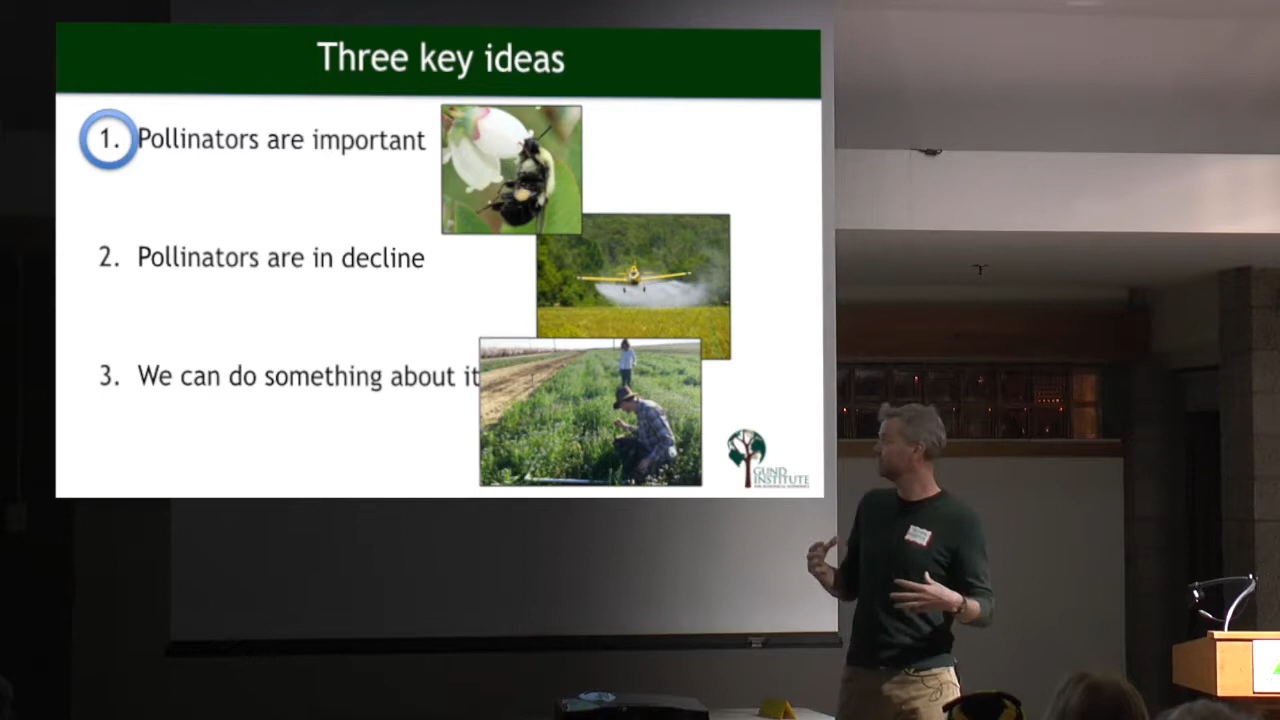 Three key ideas
1. Pollinators are important
2. Pollinators are in decline
3. We can do something about it
GUND
INSTITUTE